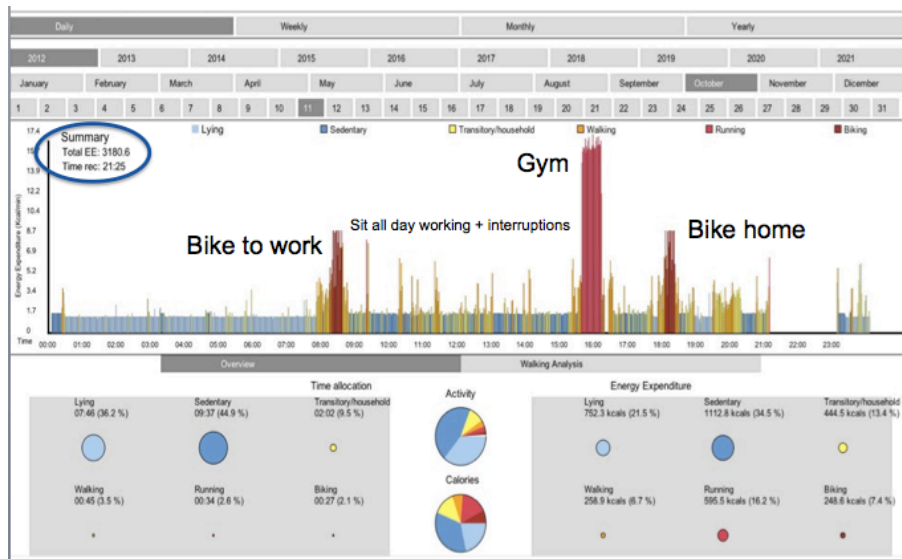 Daily Weekly Monthly Yearly
2012 2013 2014 2015 2016 2017 2018 2019 2020 2021
January February March April May June July August September October November Dicember
1 2 3 4 5 6 7 8 9 10 11 12 13 14 15 16 17 18 19 20 21 22 23 24 25 26 27 28 29 30 31
Summary
Total EE: 3180.6
Time rec: 21:25
Lying Sedentary Transitory/household Walking Running Biking
Energy Expenditure (Kcal/min)
17.4
13.9
12.2
10.4
8.7
6.9
5.2
3.4
1.7
0
Gym
Sit all day working + interruptions
Bike to work
Bike home
Time 00:00 01:00 02:00 03:00 04:00 05:00 06:00 07:00 08:00 09:00 10:00 11:00 12:00 13:00 14:00 15:00 16:00 17:00 18:00 19:00 20:00 21:00 22:00 23:00
Overview Walking Analysis
Time allocation
Lying Sedentary Transitory/household
07:46 (36.2 %) 09:37 (44.9 %) 02:02 (9.5 %)
Walking Running Biking
00:45 (3.5 %) 00:34 (2.6 %) 00:27 (2.1 %)
Activity
Calories
Energy Expenditure
Lying Sedentary Transitory/household
752.3 kcals (21.5 %) 1112.8 kcals (34.5 %) 444.5 kcals (13.4 %)
Walking Running Biking
258.9 kcals (6.7 %) 595.5 kcals (16.2 %) 248.6 kcals (7.4 %)